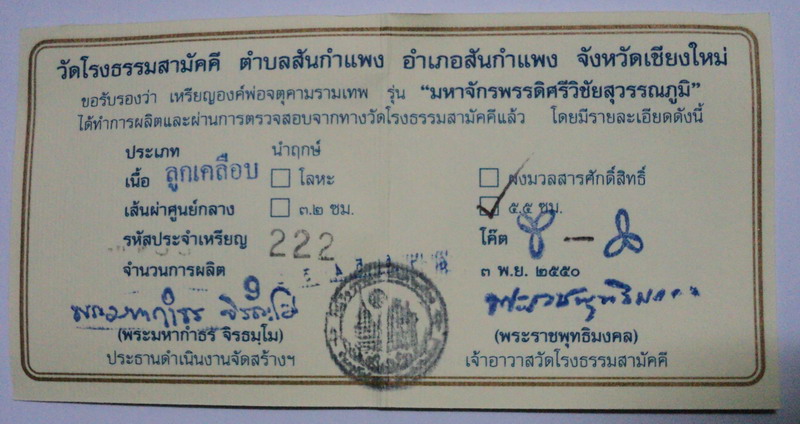 วัดโรงธรรมสามัคคี ตำบลสันกำแพง อำเภอสันกำแพง จังหวัดเชียงใหม่
ขอรับรองว่า เหรียญองค์พ่อจตุคามรามเทพ รุ่น “มหาจักรพรรดิศรีวิชัยสุวรรณภูมิ”
ได้ทำการผลิตและผ่านการตรวจสอบจากทางวัดโรงธรรมสามัคคีแล้ว โดยมีรายละเอียดดังนี้
ประเภท นำฤกษ์
เนื้อ ลูกเคลือบ โลหะ ผงมวลสารศักดิ์สิทธิ์
เส้นผ่าศูนย์กลาง ๓.๒ ซม. ๕.๕ ซม.
รหัสประจำเหรียญ 222 โค๊ต
จำนวนการผลิต ๓ พ.ย. ๒๕๕๐
(พระมหากำธร จิรธมฺโม) (พระราชพุทธิมงคล)
ประธานดำเนินงานจัดสร้างฯ เจ้าอาวาสวัดโรงธรรมสามัคคี